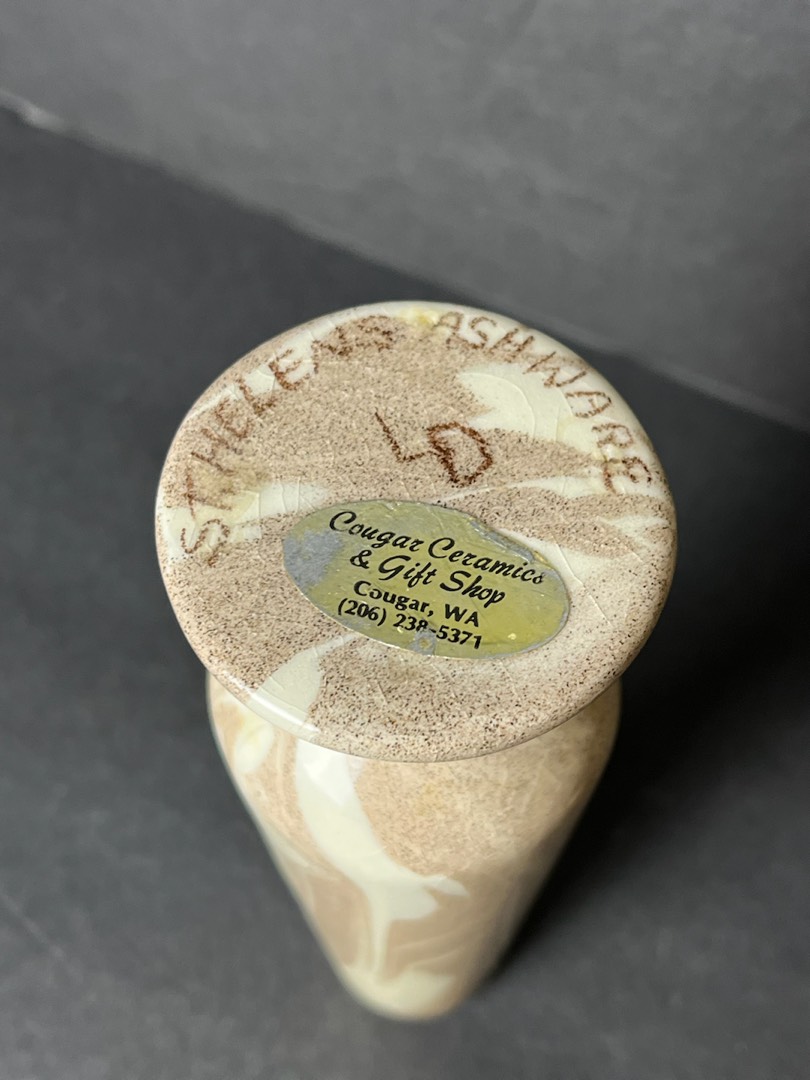 ST HELENS ASHWARE
LD
Cougar Ceramics
& Gift Shop
Cougar, WA
(206) 238-5371